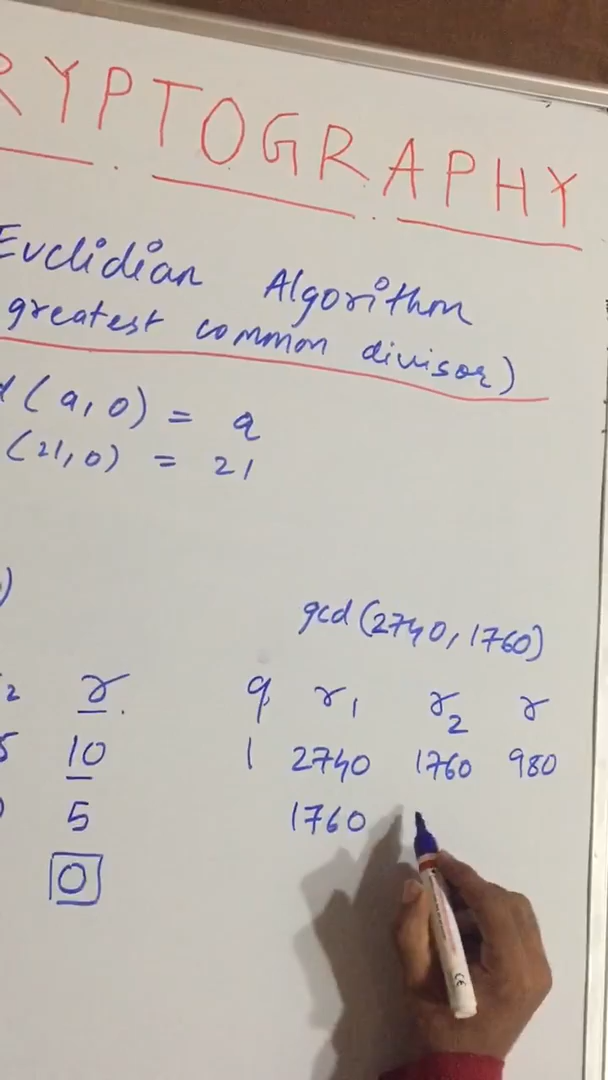 RYPTOGRAPHY
Euclidian Algorithm
greatest common divisor)
(a, 0) = a
(21, 0) = 21
)
gcd (2740, 1760)
2 r
q r1 r2 r
10
1 2740 1760 980
5
1760
0